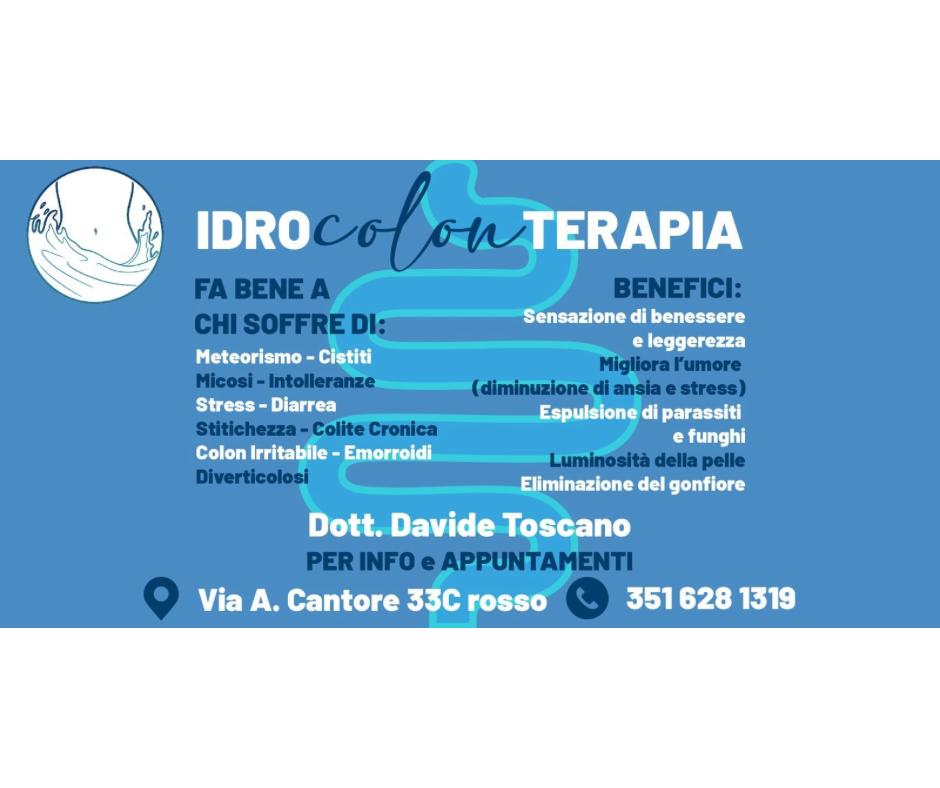 IDROcolonTERAPIA
FA BENE A
CHI SOFFRE DI:
Meteorismo - Cistiti
Micosi - Intolleranze
Stress - Diarrea
Stitichezza - Colite Cronica
Colon Irritabile - Emorroidi
Diverticolosi
BENEFICI:
Sensazione di benessere
e leggerezza
Migliora l'umore
(diminuzione di ansia e stress)
Espulsione di parassiti
e funghi
Luminosità della pelle
Eliminazione del gonfiore
Dott. Davide Toscano
PER INFO e APPUNTAMENTI
Via A. Cantore 33C rosso
351 628 1319